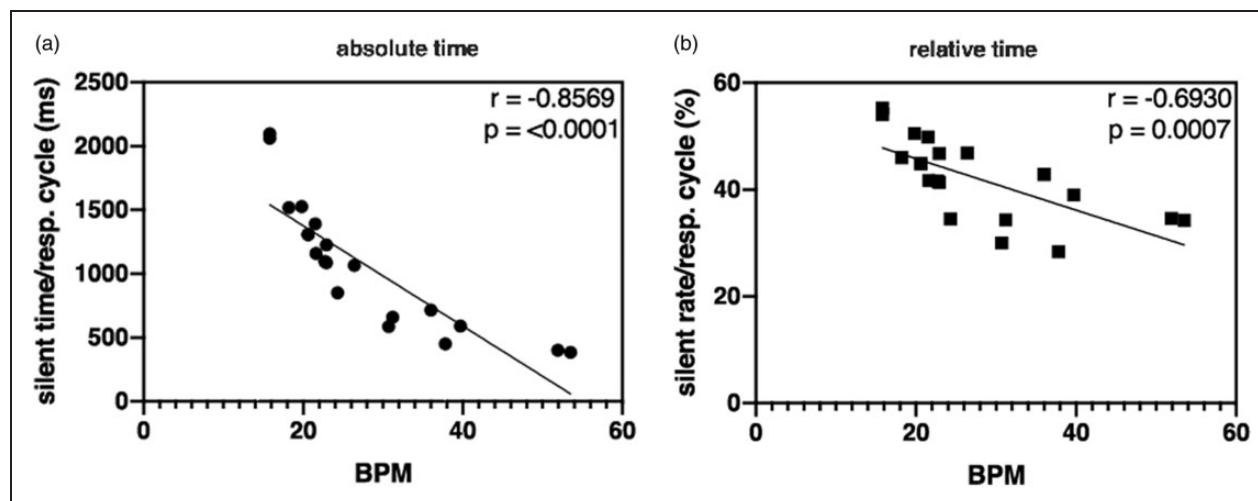 (a)
absolute time
silent time/resp. cycle (ms)
2500
2000
1500
1000
500
0
r = -0.8569
p = <0.0001
0
20
40
60
BPM
(b)
relative time
silent rate/resp. cycle (%)
60
40
20
0
r = -0.6930
p = 0.0007
0
20
40
60
BPM